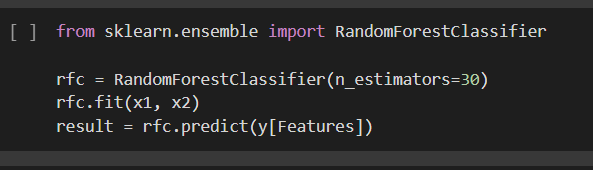 [ ] from sklearn.ensemble import RandomForestClassifier
rfc = RandomForestClassifier(n_estimators=30)
rfc.fit(x1, x2)
result = rfc.predict(y[Features])